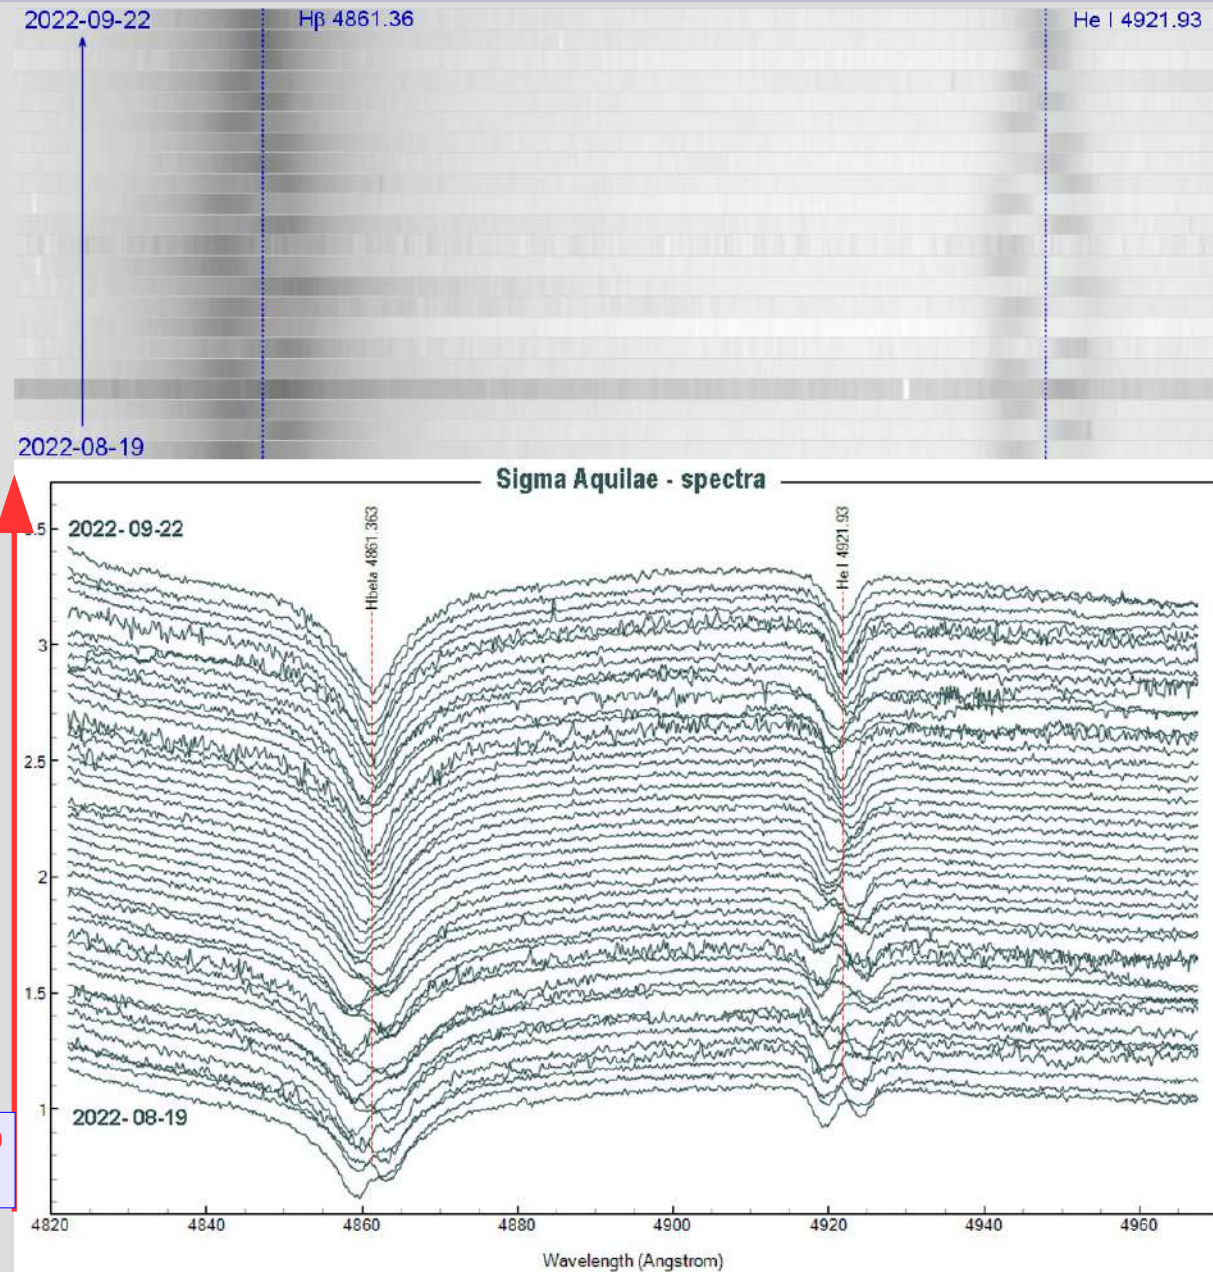 2022-09-22
Hβ 4861.36
He I 4921.93
2022-08-19
Sigma Aquilae - spectra
2022-09-22
Hbeta 4861.363
He I 4921.93
3
2.5
2
1.5
1
2022-08-19
4820
4840
4860
4880
4900
4920
4940
4960
Wavelength (Angstrom)